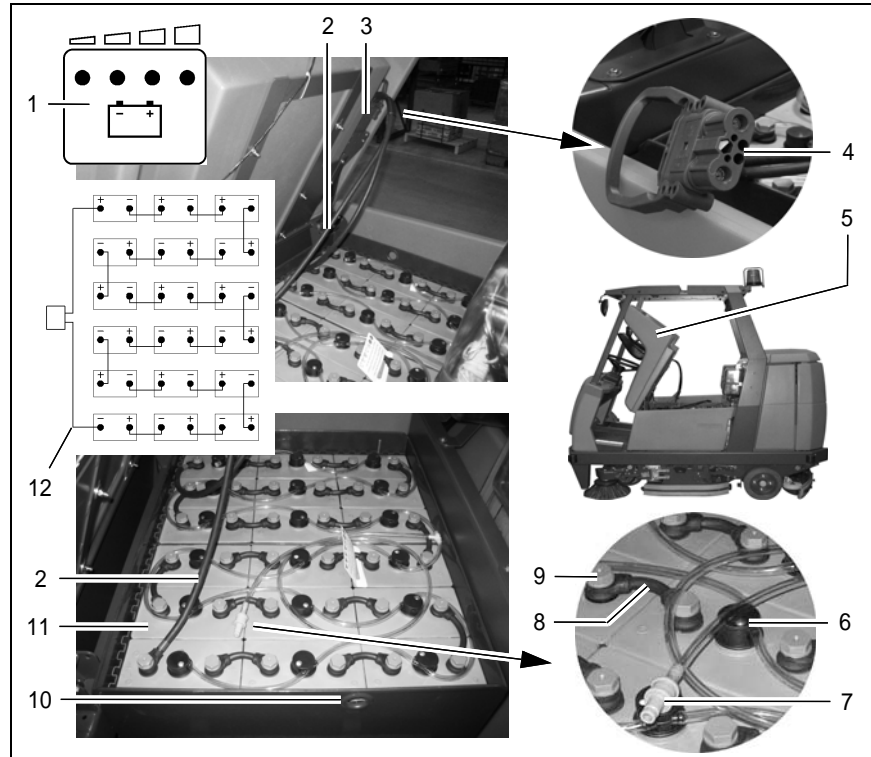 2
3
1
− +
4
+ − + − + −
5
− + − + − +
+ − + − + −
− + − + − +
+ − + − + −
− + − + − +
12
2
9
11
8
6
10
7